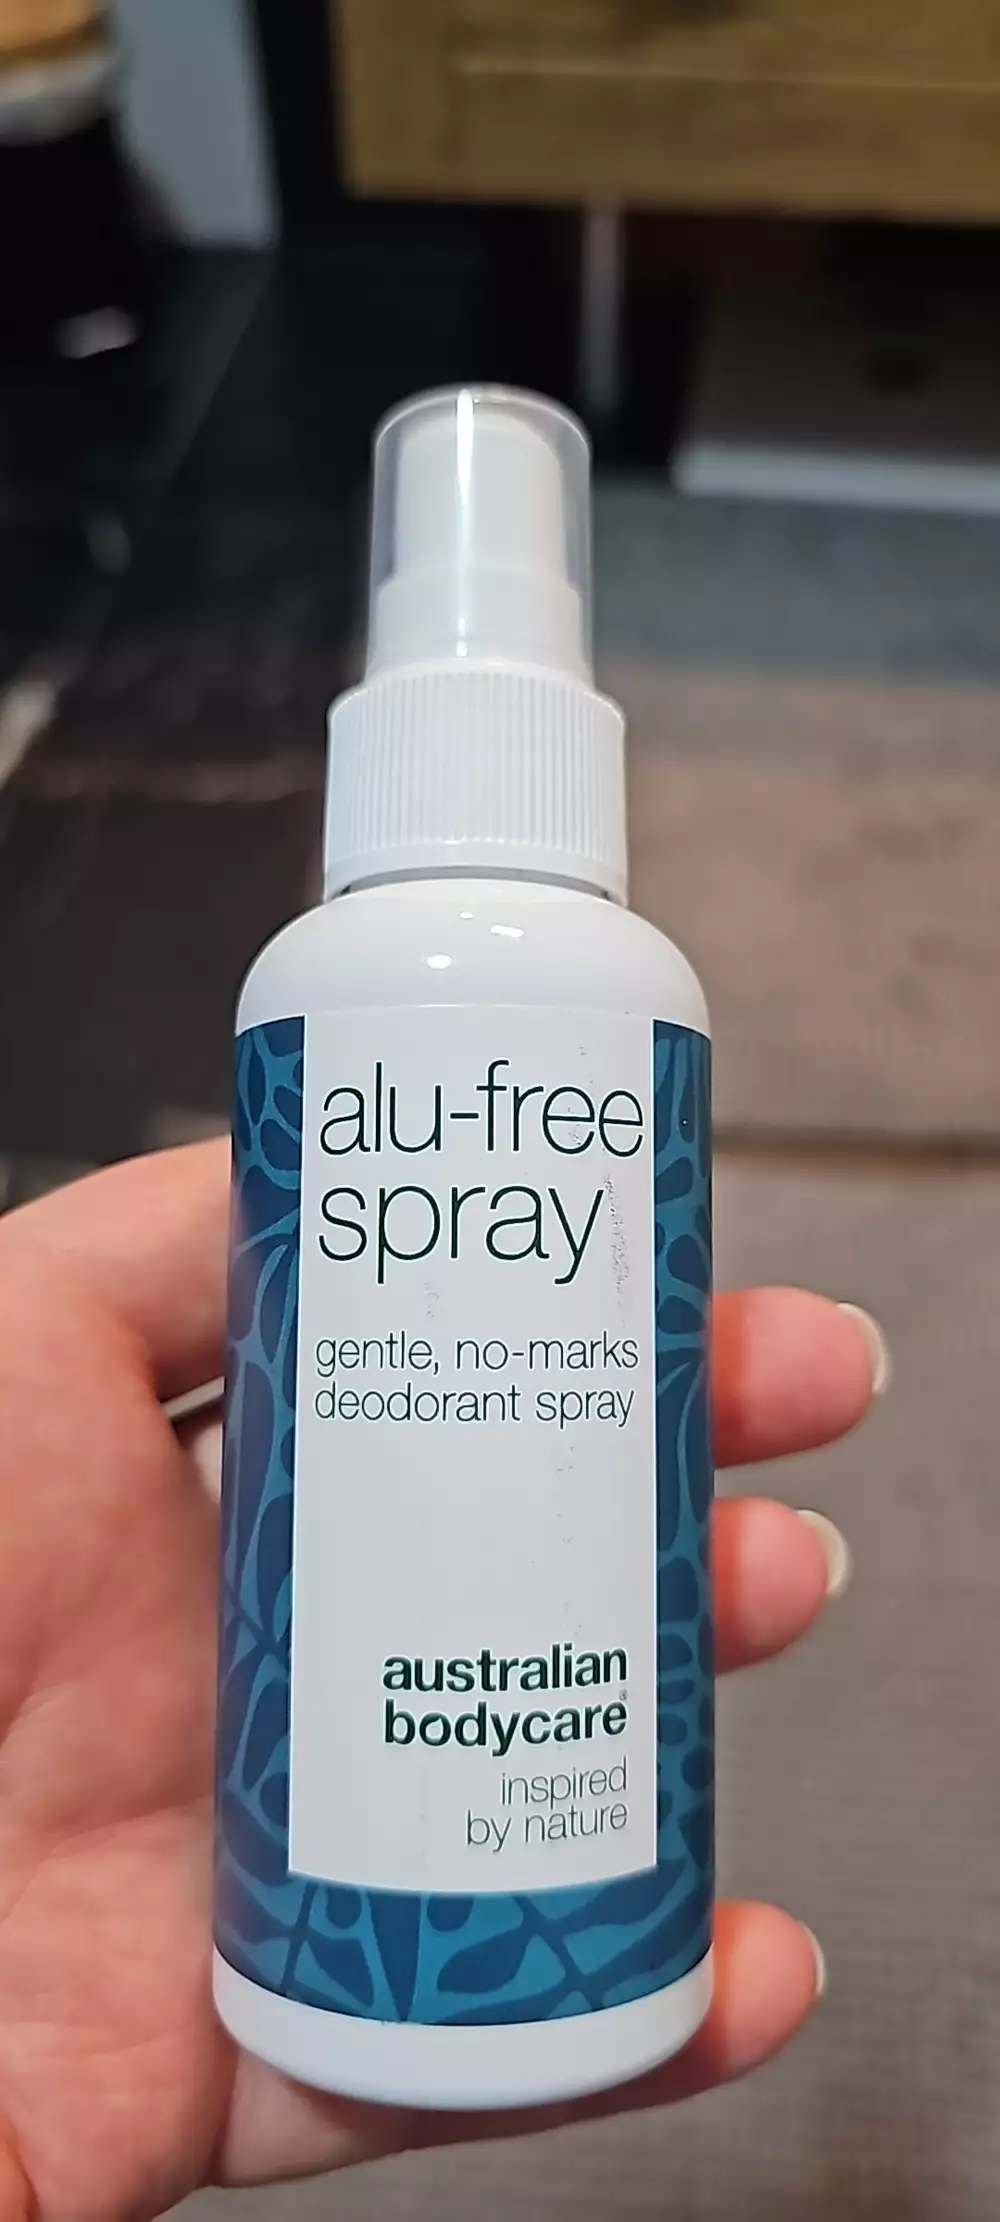 alu-free
spray
gentle, no-marks
deodorant spray
australian
bodycare®
inspired
by nature